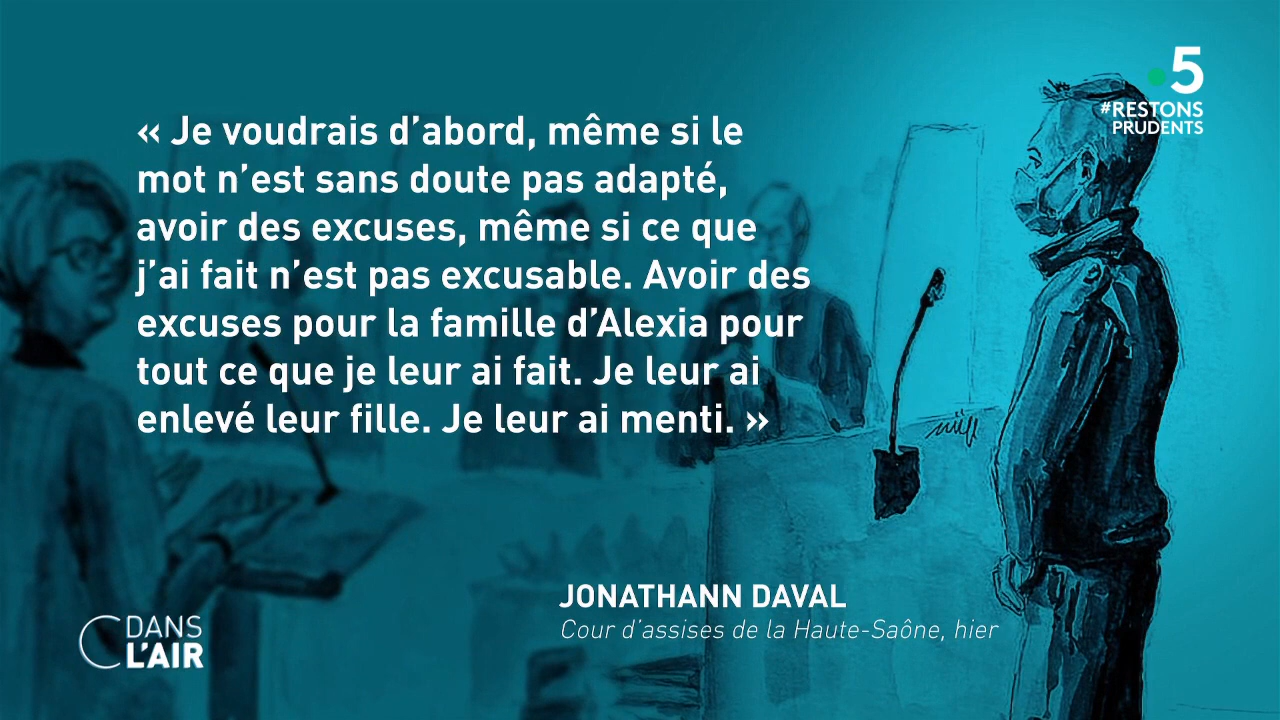 5
#RESTONS
PRUDENTS
« Je voudrais d’abord, même si le
mot n’est sans doute pas adapté,
avoir des excuses, même si ce que
j’ai fait n’est pas excusable. Avoir des
excuses pour la famille d’Alexia pour
tout ce que je leur ai fait. Je leur ai
enlevé leur fille. Je leur ai menti. »
JONATHANN DAVAL
Cour d’assises de la Haute-Saône, hier
C DANS
L’AIR